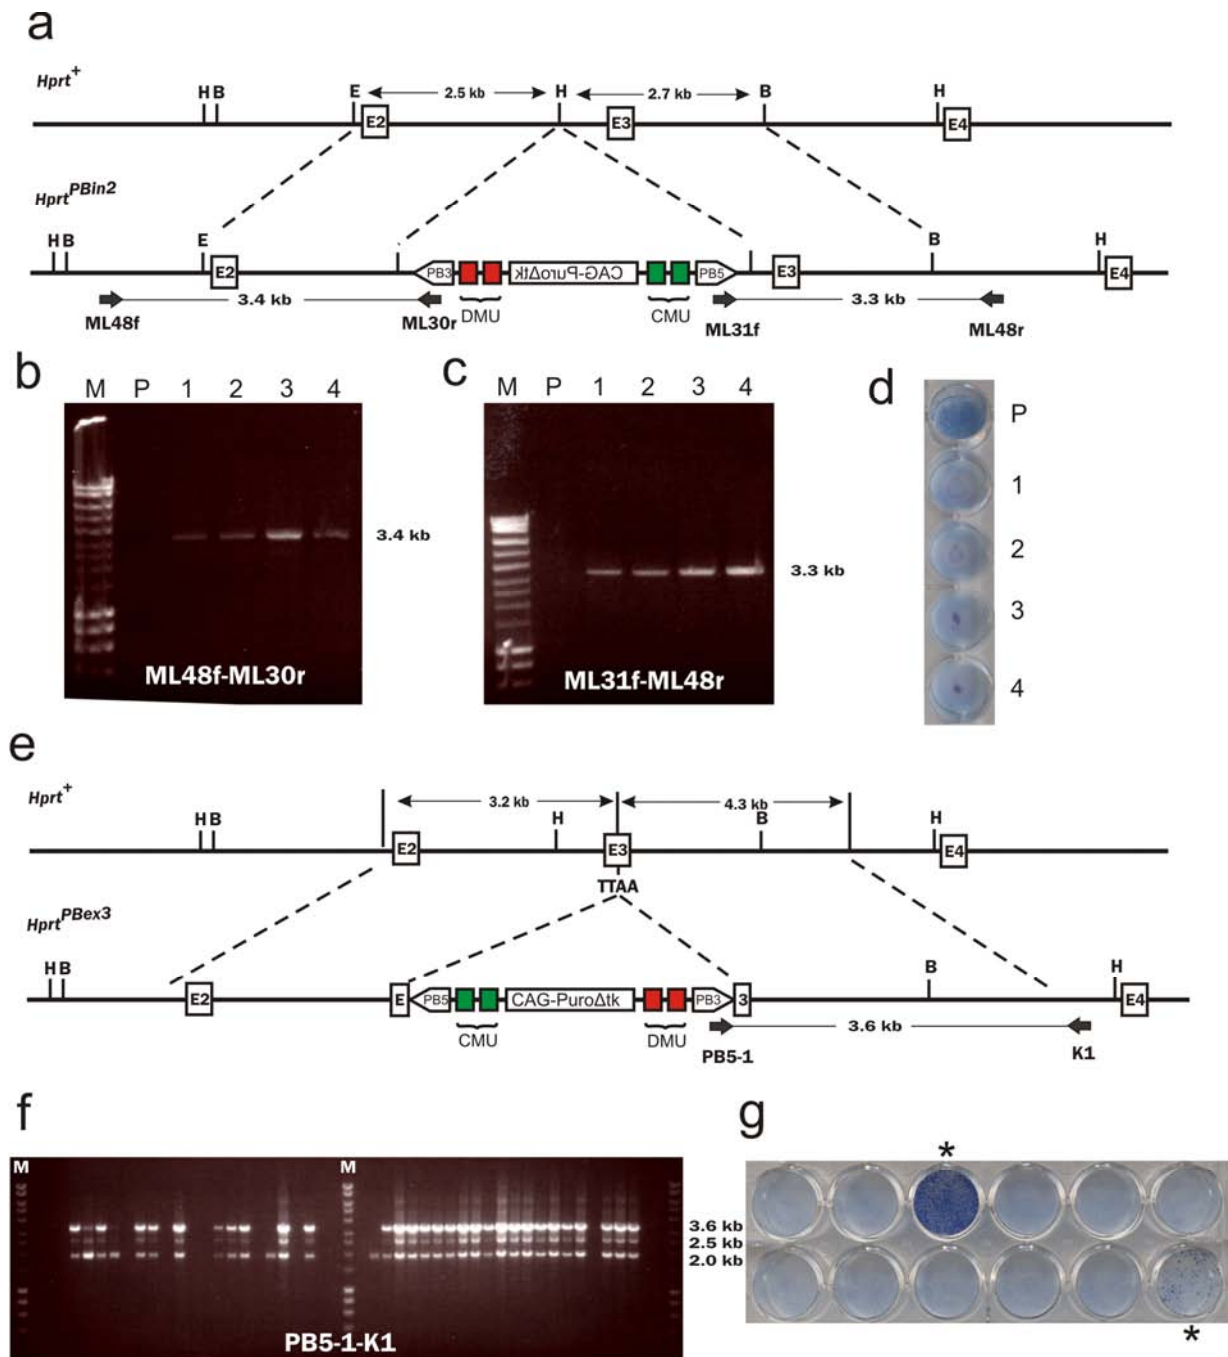 a
Hprt+
H B E 2.5 kb H 2.7 kb B H
E2 E3 E4
HprtPBin2
H B E B H
E2 PB3 CAG-PuroΔtk PB5 E3 E4
3.4 kb DMU CMU 3.3 kb
ML48f ML30r ML31f ML48r
b
M P 1 2 3 4
3.4 kb
ML48f-ML30r
c
M P 1 2 3 4
3.3 kb
ML31f-ML48r
d
P
1
2
3
4
e
Hprt+
3.2 kb 4.3 kb
H B H B H
E2 E3 E4
TTAA
HprtPBex3
H B B H
E2 E PB5 CAG-PuroΔtk PB3 3 E4
CMU DMU 3.6 kb
PB5-1 K1
f
M M
3.6 kb
2.5 kb
2.0 kb
PB5-1-K1
g
*
*